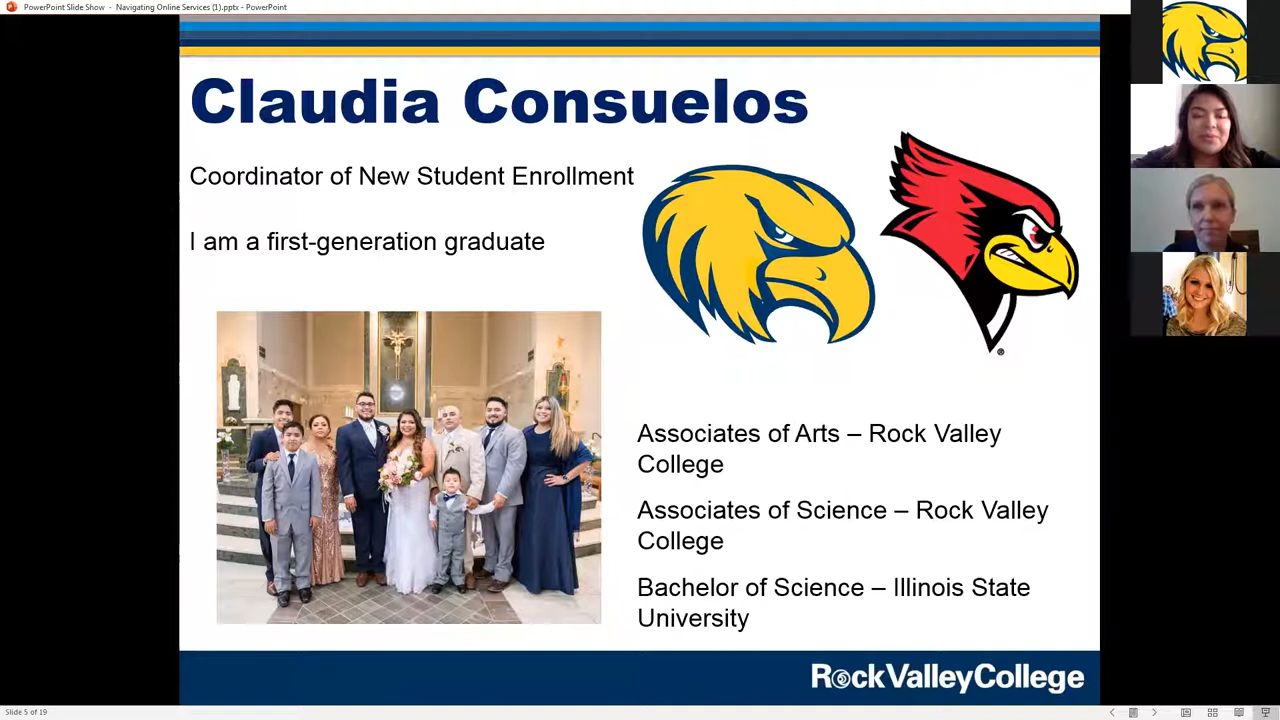 PowerPoint Slide Show - Navigating Online Services (1).pptx - PowerPoint
Claudia Consuelos
Coordinator of New Student Enrollment
I am a first-generation graduate
®
Associates of Arts – Rock Valley
College
Associates of Science – Rock Valley
College
Bachelor of Science – Illinois State
University
RockValleyCollege
Slide 5 of 19